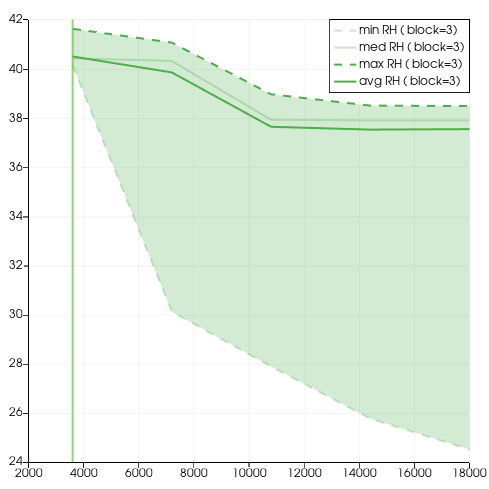 42
40
38
36
34
32
30
28
26
24
min RH ( block=3)
med RH ( block=3)
max RH ( block=3)
avg RH ( block=3)
2000 4000 6000 8000 10000 12000 14000 16000 18000